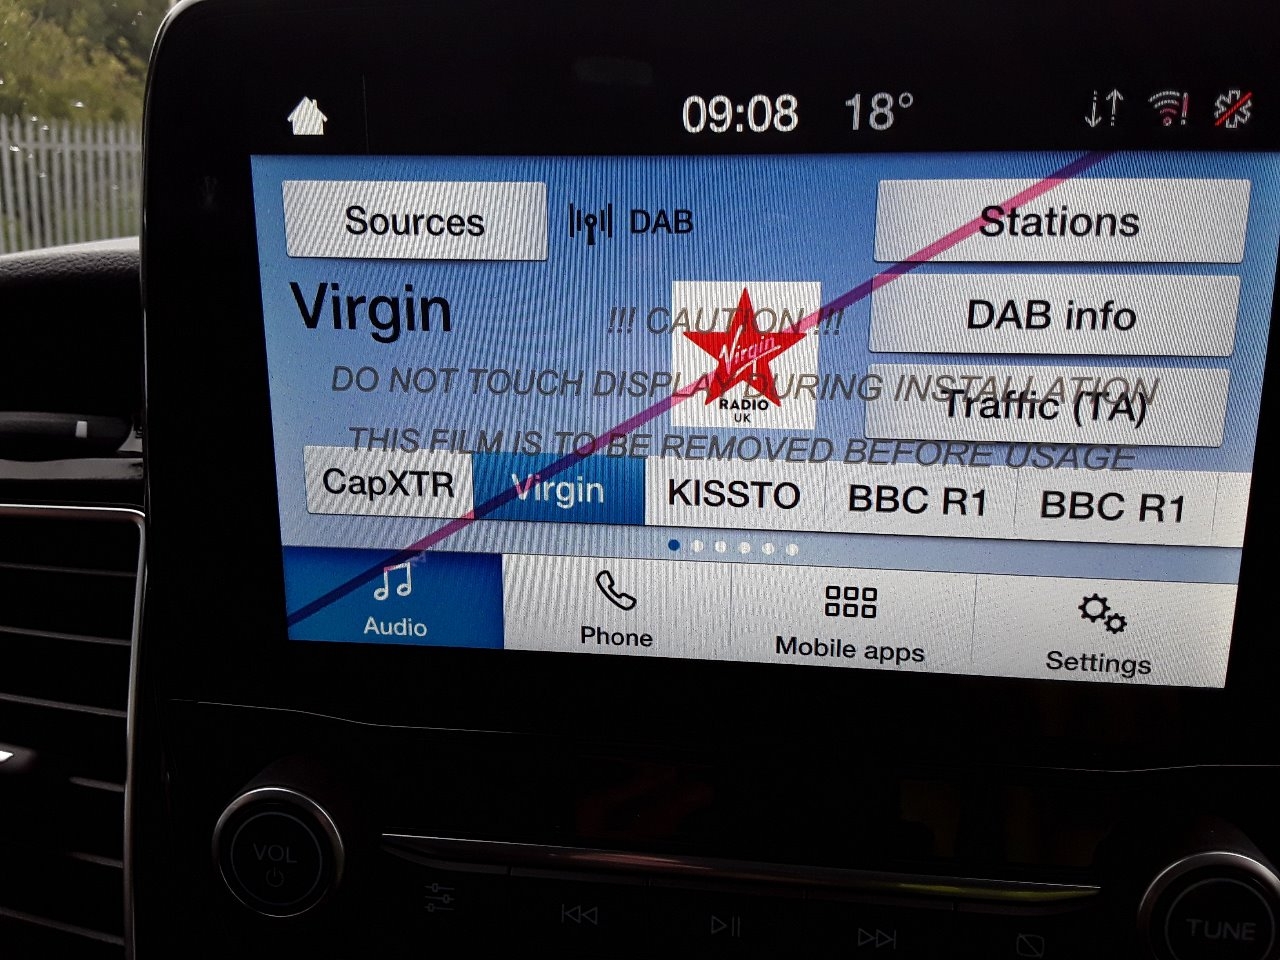 09:08 18°
Sources DAB Stations
Virgin
DAB info
!!! CAUTION !!!
Virgin
RADIO
UK
DO NOT TOUCH DISPLAY DURING INSTALLATION
Traffic (TA)
THIS FILM IS TO BE REMOVED BEFORE USAGE
CapXTR Virgin KISSTO BBC R1 BBC R1
Audio Phone Mobile apps Settings
VOL
TUNE